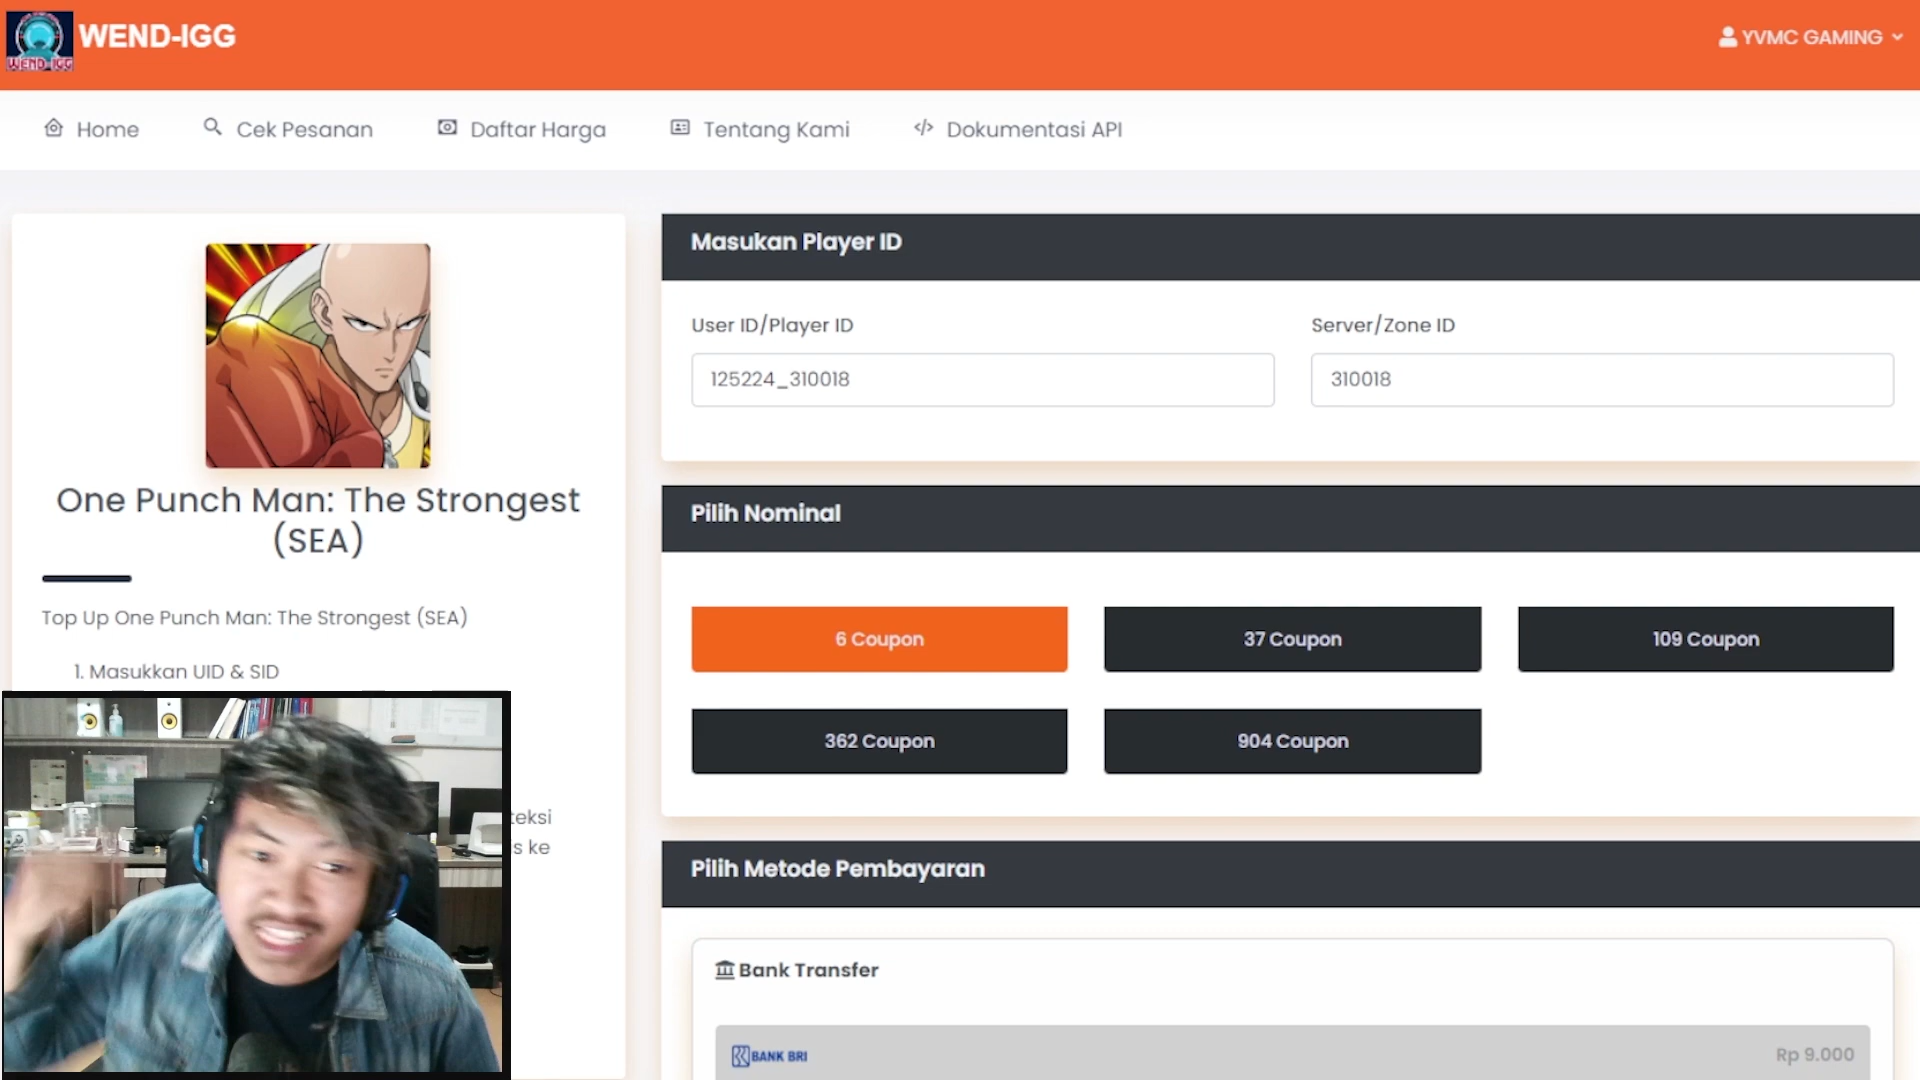 WEND-IGG
WEND-IGG
YVMC GAMING
Home
Cek Pesanan
Daftar Harga
Tentang Kami
Dokumentasi API
One Punch Man: The Strongest
(SEA)
Top Up One Punch Man: The Strongest (SEA)
1. Masukkan UID & SID
teksi
s ke
Masukan Player ID
User ID/Player ID
Server/Zone ID
125224_310018
310018
Pilih Nominal
6 Coupon
37 Coupon
109 Coupon
362 Coupon
904 Coupon
Pilih Metode Pembayaran
Bank Transfer
BANK BRI
Rp 9.000